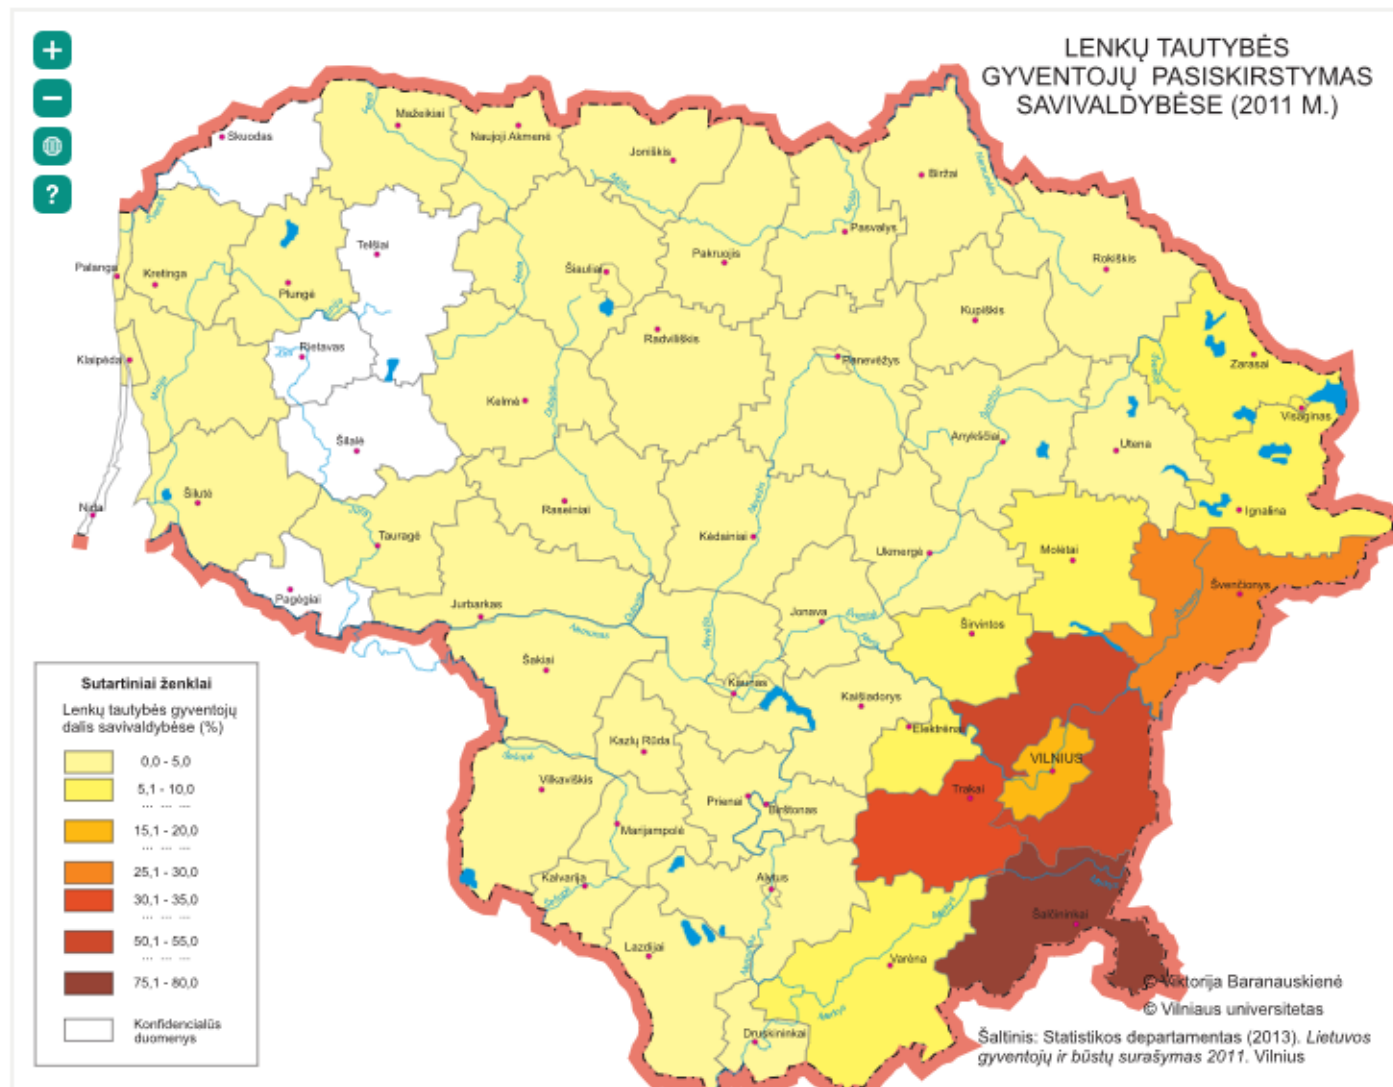 LENKŲ TAUTYBĖS
GYVENTOJŲ PASISKIRSTYMAS
SAVIVALDYBĖSE (2011 M.)
Skuodas
Mažeikiai
Naujoji Akmenė
Joniškis
Biržai
Pasvalys
Telšiai
Palanga
Kretinga
Plungė
Šiauliai
Pakruojis
Rokiškis
Kupiškis
Radviliškis
Klaipėda
Rietavas
Panevėžys
Zarasai
Kelmė
Visaginas
Šilalė
Anykščiai
Utena
Šilutė
Nida
Raseiniai
Ignalina
Tauragė
Kėdainiai
Ukmergė
Molėtai
Pagėgiai
Švenčionys
Jurbarkas
Jonava
Širvintos
Nemunas
Šakiai
Kaunas
Kaišiadorys
Elektrėnai
Kazlų Rūda
Šešupė
VILNIUS
Vilkaviškis
Trakai
Prienai
Birštonas
Marijampolė
Kalvarija
Alytus
Šešupė
Merkys
Šalčininkai
Lazdijai
Varėna
Merkys
Druskininkai
Sutartiniai ženklai
Lenkų tautybės gyventojų
dalis savivaldybėse (%)
0,0 - 5,0
5,1 - 10,0
... ... ...
15,1 - 20,0
... ... ...
25,1 - 30,0
30,1 - 35,0
... ... ...
50,1 - 55,0
... ... ...
75,1 - 80,0
Konfidencialūs
duomenys
© Viktorija Baranauskienė
© Vilniaus universitetas
Šaltinis: Statistikos departamentas (2013). Lietuvos
gyventojų ir būstų surašymas 2011. Vilnius